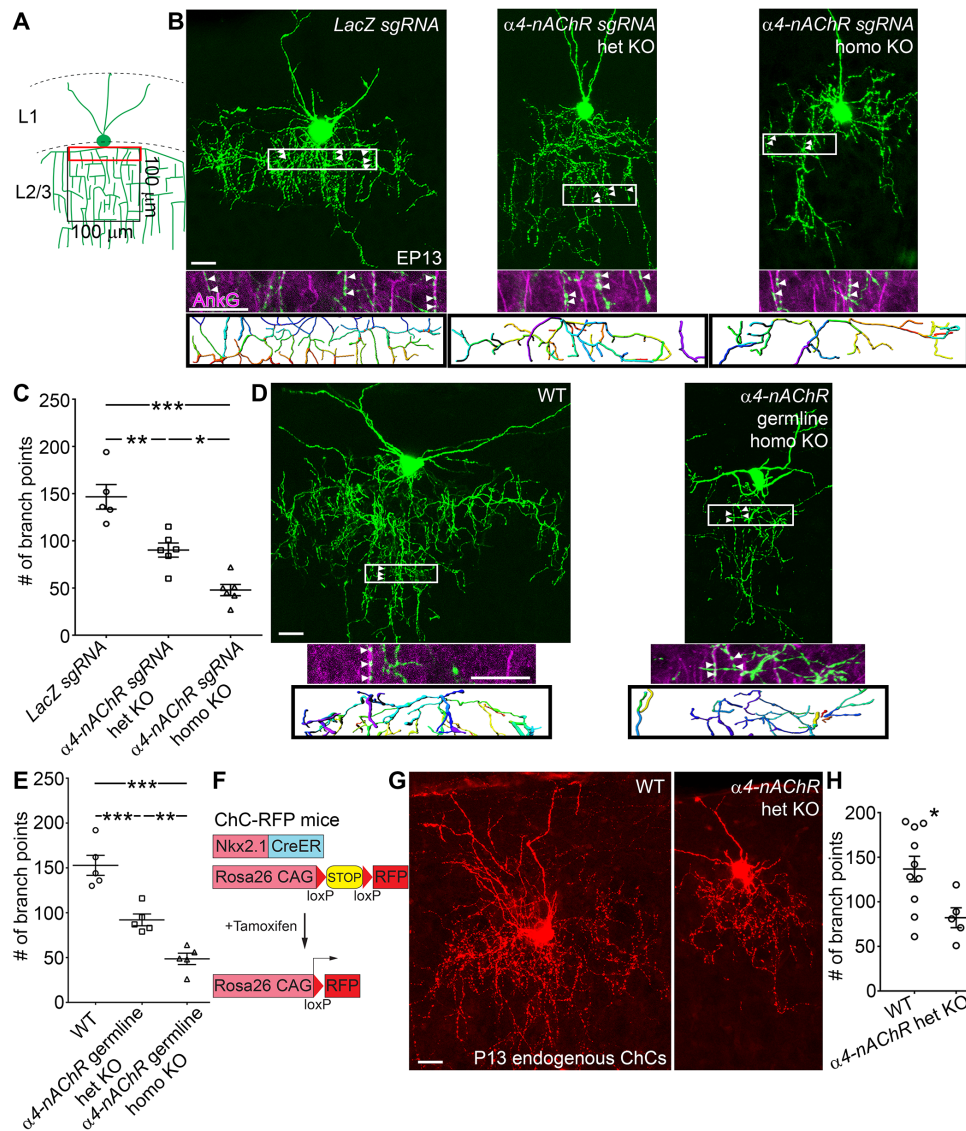 A
L1
L2/3
100 μm
100 μm
B
LacZ sgRNA
EP13
AnkG
α4-nAChR sgRNA
het KO
α4-nAChR sgRNA
homo KO
C
# of branch points
250
200
150
100
50
0
***
** *
LacZ sgRNA
α4-nAChR sgRNA
het KO
α4-nAChR sgRNA
homo KO
D
WT
α4-nAChR
germline
homo KO
E
# of branch points
250
200
150
100
50
0
***
*** **
WT
α4-nAChR germline
het KO
α4-nAChR germline
homo KO
F
ChC-RFP mice
Nkx2.1 CreER
Rosa26 CAG STOP RFP
loxP loxP
+Tamoxifen
Rosa26 CAG RFP
loxP
G
WT
P13 endogenous ChCs
α4-nAChR
het KO
H
# of branch points
200
150
100
50
0
*
WT
α4-nAChR het KO